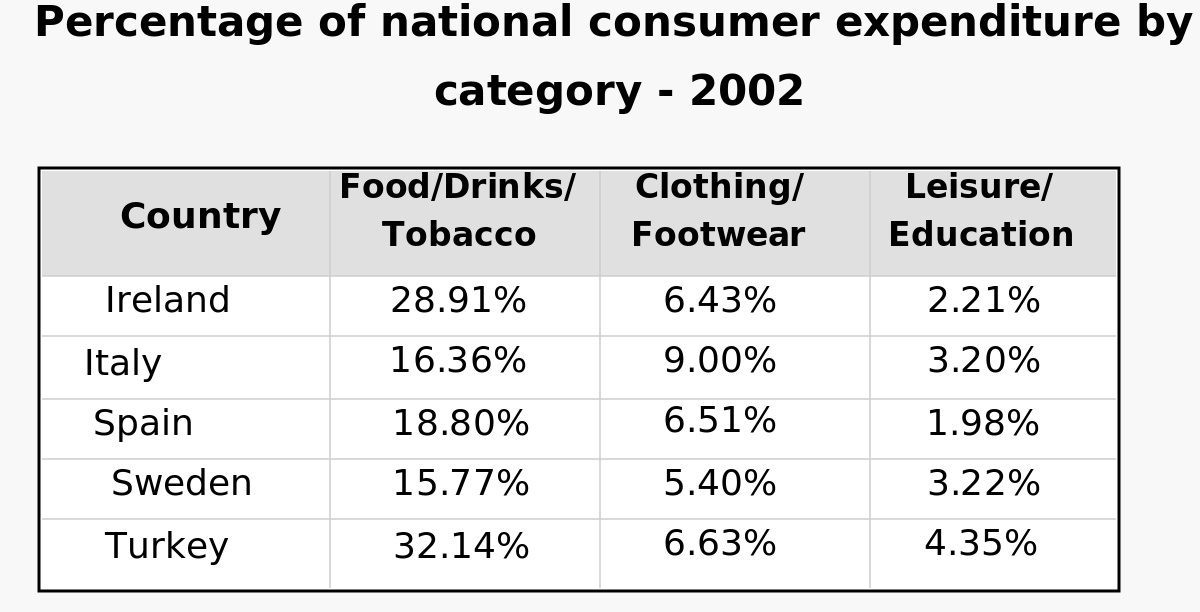 Percentage of national consumer expenditure by
category - 2002
Country Food/Drinks/ Tobacco Clothing/ Footwear Leisure/ Education
Ireland 28.91% 6.43% 2.21%
Italy 16.36% 9.00% 3.20%
Spain 18.80% 6.51% 1.98%
Sweden 15.77% 5.40% 3.22%
Turkey 32.14% 6.63% 4.35%